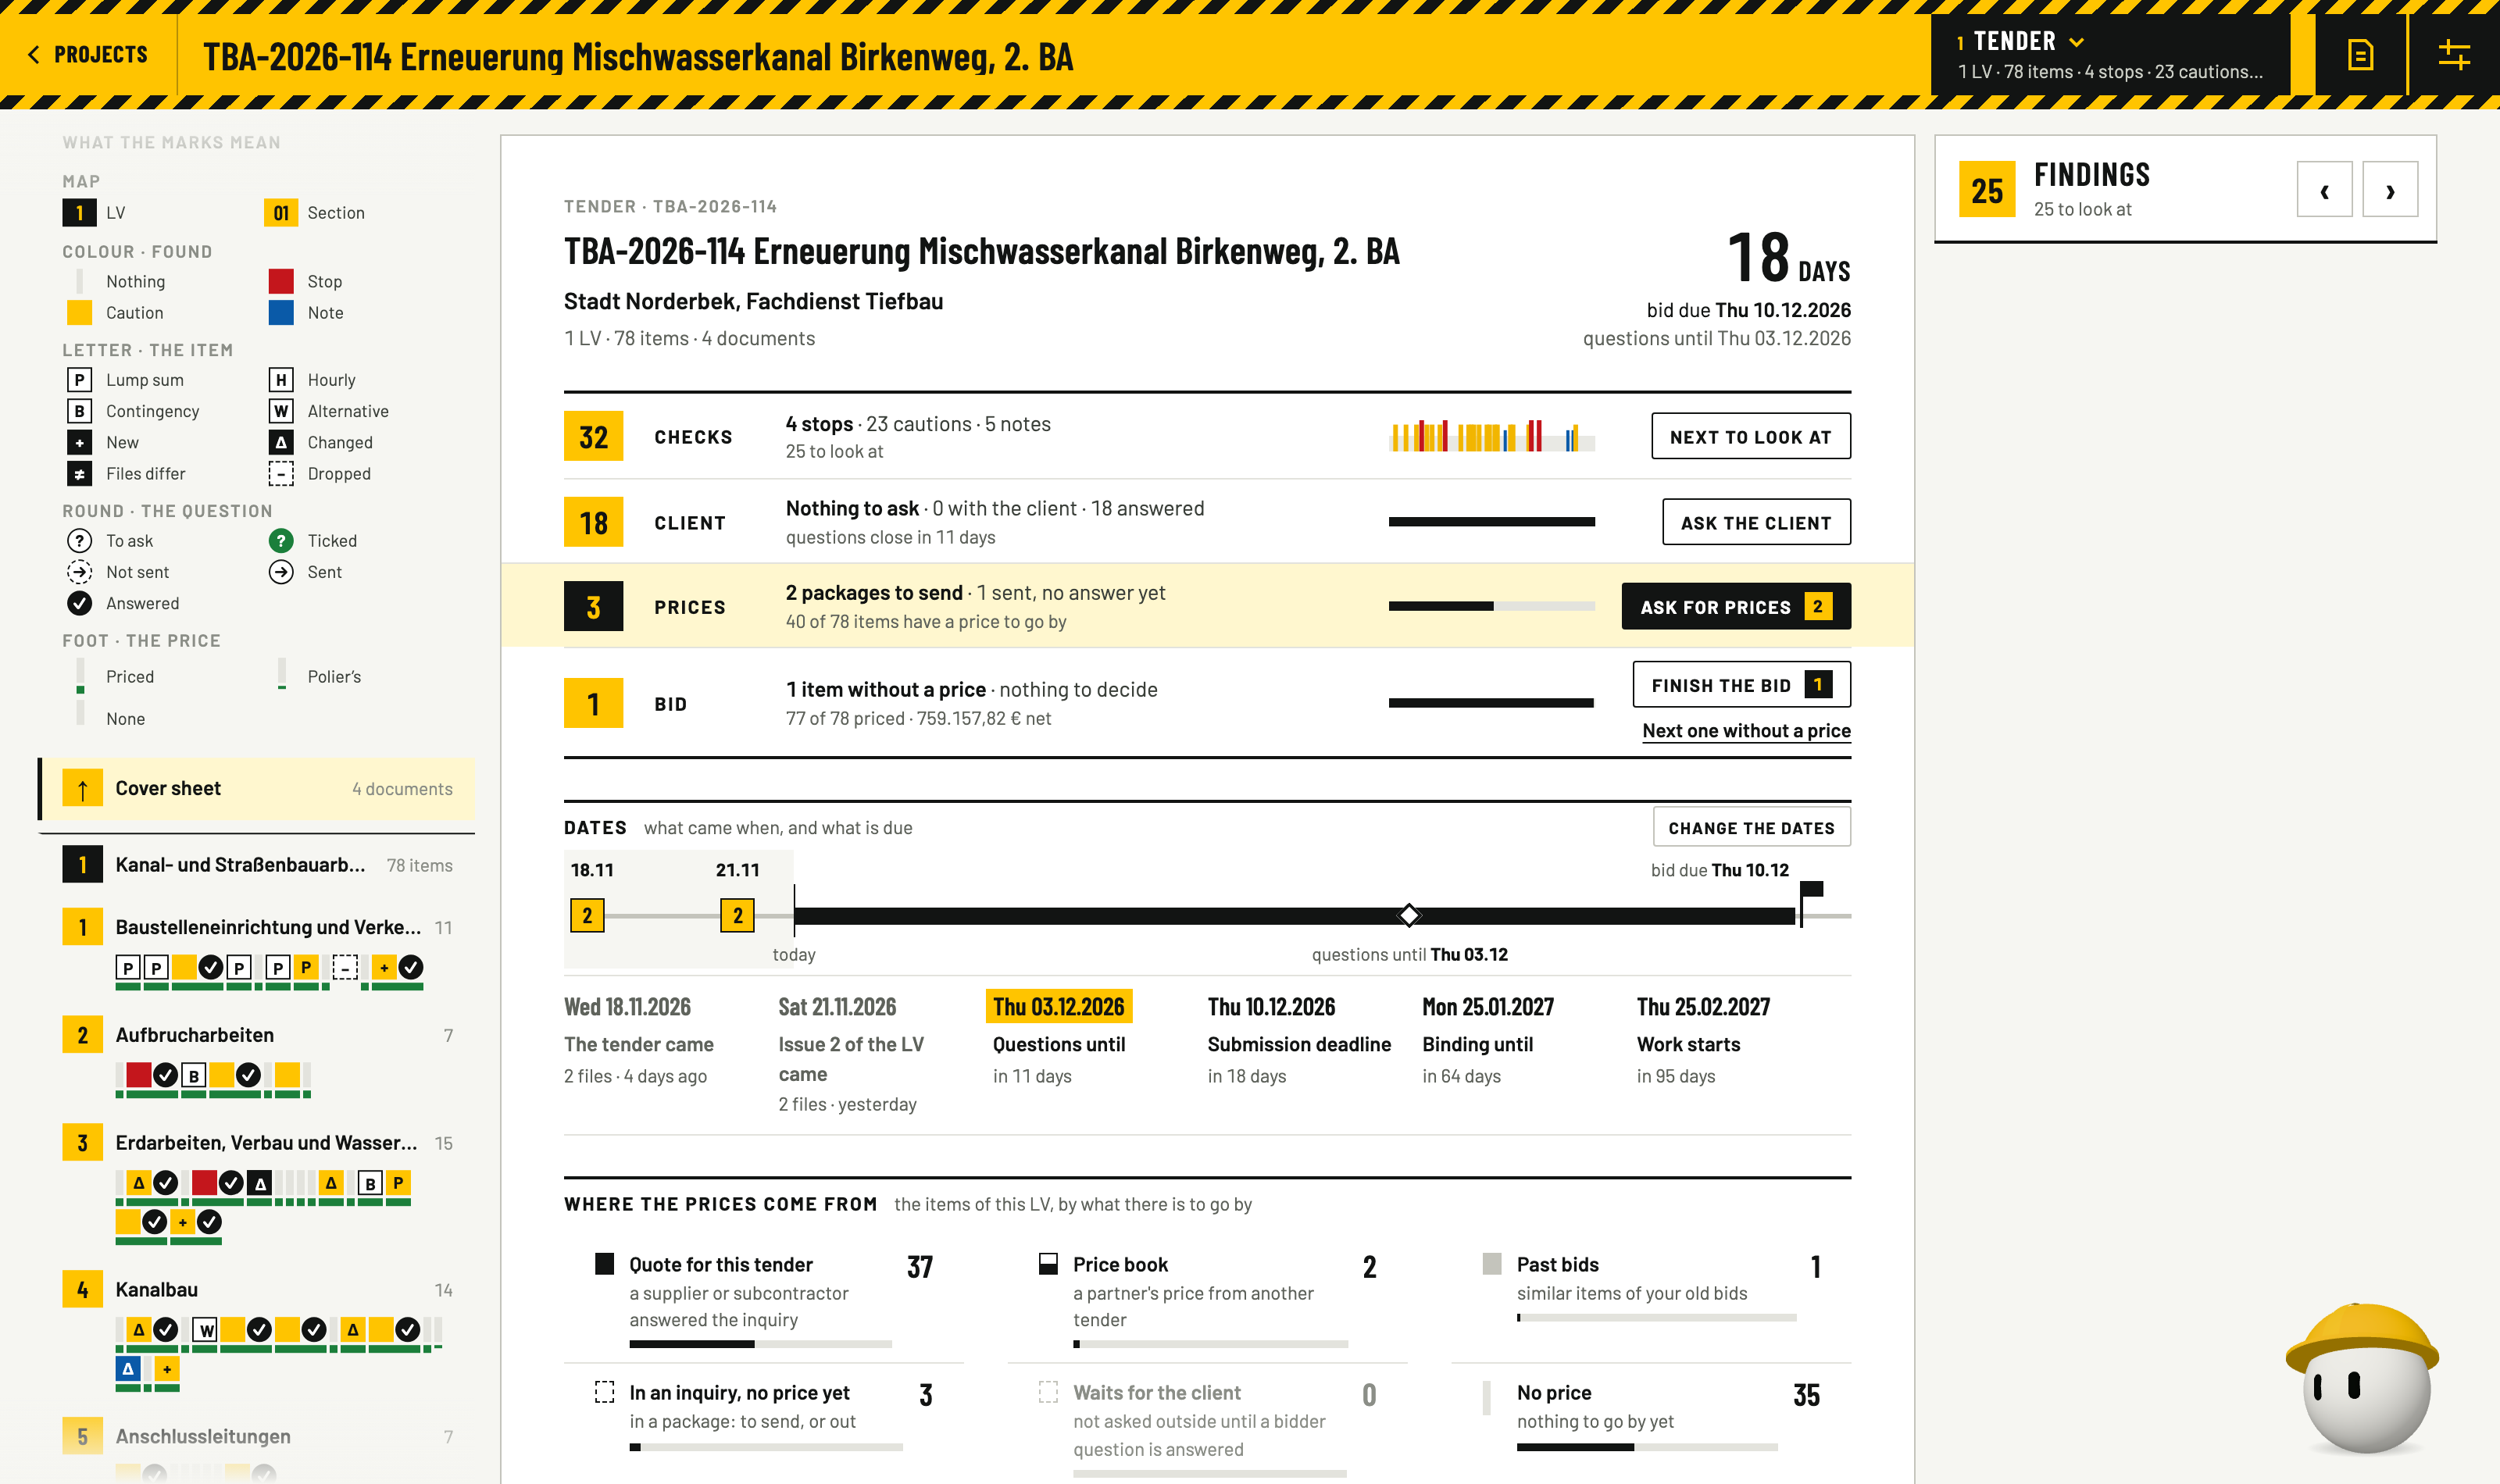 PROJECTS
TBA-2026-114 Erneuerung Mischwasserkanal Birkenweg, 2. BA
1 TENDER
1 LV · 78 items · 4 stops · 23 cautions...
WHAT THE MARKS MEAN
MAP
1 LV
01 Section
COLOUR · FOUND
Nothing
Stop
Caution
Note
LETTER · THE ITEM
P Lump sum
H Hourly
B Contingency
W Alternative
+ New
Δ Changed
≠ Files differ
- Dropped
ROUND · THE QUESTION
? To ask
? Ticked
Not sent
Sent
Answered
FOOT · THE PRICE
Priced
Polier's
None
↑ Cover sheet 4 documents
1 Kanal- und Straßenbauarb... 78 items
1 Baustelleneinrichtung und Verke... 11
P P P P P - +
2 Aufbrucharbeiten 7
B
3 Erdarbeiten, Verbau und Wasser... 15
Δ Δ Δ B P
+
4 Kanalbau 14
Δ W Δ
Δ +
5 Anschlussleitungen 7
TENDER · TBA-2026-114
TBA-2026-114 Erneuerung Mischwasserkanal Birkenweg, 2. BA
Stadt Norderbek, Fachdienst Tiefbau
1 LV · 78 items · 4 documents
18 DAYS
bid due Thu 10.12.2026
questions until Thu 03.12.2026
32 CHECKS
4 stops · 23 cautions · 5 notes
25 to look at
NEXT TO LOOK AT
18 CLIENT
Nothing to ask · 0 with the client · 18 answered
questions close in 11 days
ASK THE CLIENT
3 PRICES
2 packages to send · 1 sent, no answer yet
40 of 78 items have a price to go by
ASK FOR PRICES 2
1 BID
1 item without a price · nothing to decide
77 of 78 priced · 759.157,82 € net
FINISH THE BID 1
Next one without a price
DATES what came when, and what is due
CHANGE THE DATES
18.11
21.11
bid due Thu 10.12
2
2
today
questions until Thu 03.12
Wed 18.11.2026
The tender came
2 files · 4 days ago
Sat 21.11.2026
Issue 2 of the LV
came
2 files · yesterday
Thu 03.12.2026
Questions until
in 11 days
Thu 10.12.2026
Submission deadline
in 18 days
Mon 25.01.2027
Binding until
in 64 days
Thu 25.02.2027
Work starts
in 95 days
WHERE THE PRICES COME FROM the items of this LV, by what there is to go by
Quote for this tender 37
a supplier or subcontractor
answered the inquiry
Price book 2
a partner's price from another
tender
Past bids 1
similar items of your old bids
In an inquiry, no price yet 3
in a package: to send, or out
Waits for the client 0
not asked outside until a bidder
question is answered
No price 35
nothing to go by yet
25 FINDINGS
25 to look at
‹ ›